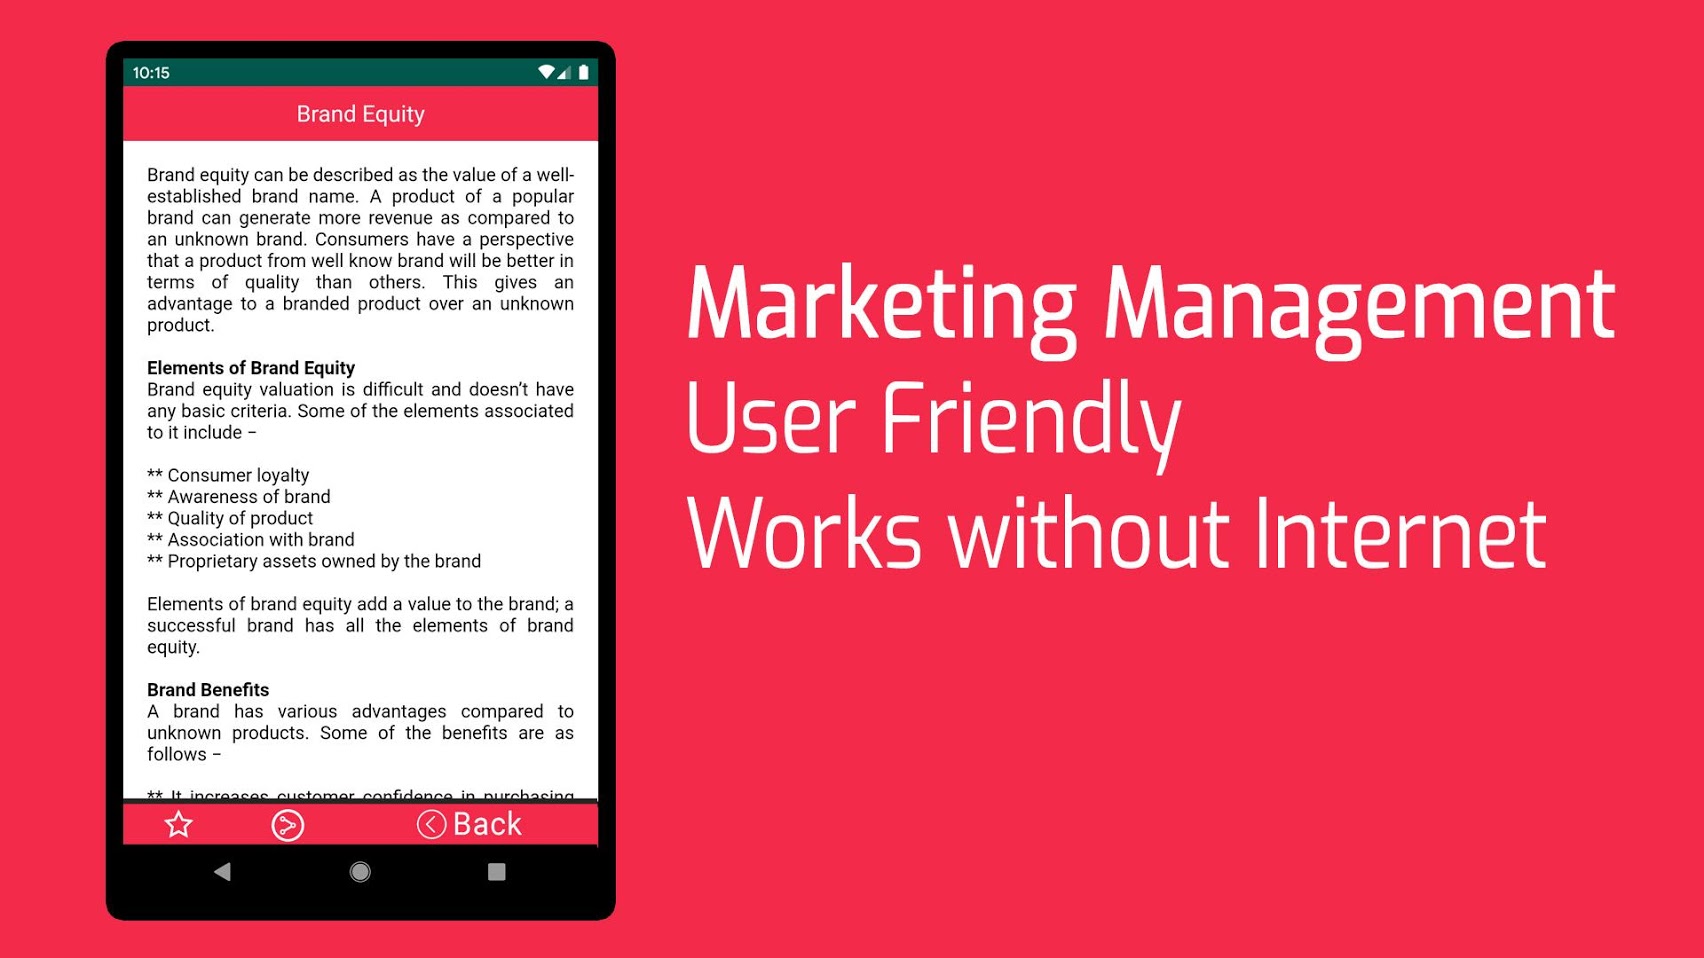 10:15
Brand Equity
Brand equity can be described as the value of a well-
established brand name. A product of a popular
brand can generate more revenue as compared to
an unknown brand. Consumers have a perspective
that a product from well know brand will be better in
terms of quality than others. This gives an
advantage to a branded product over an unknown
product.
Elements of Brand Equity
Brand equity valuation is difficult and doesn’t have
any basic criteria. Some of the elements associated
to it include −
** Consumer loyalty
** Awareness of brand
** Quality of product
** Association with brand
** Proprietary assets owned by the brand
Elements of brand equity add a value to the brand; a
successful brand has all the elements of brand
equity.
Brand Benefits
A brand has various advantages compared to
unknown products. Some of the benefits are as
follows −
** It increases customer confidence in purchasing
Back
Marketing Management
User Friendly
Works without Internet